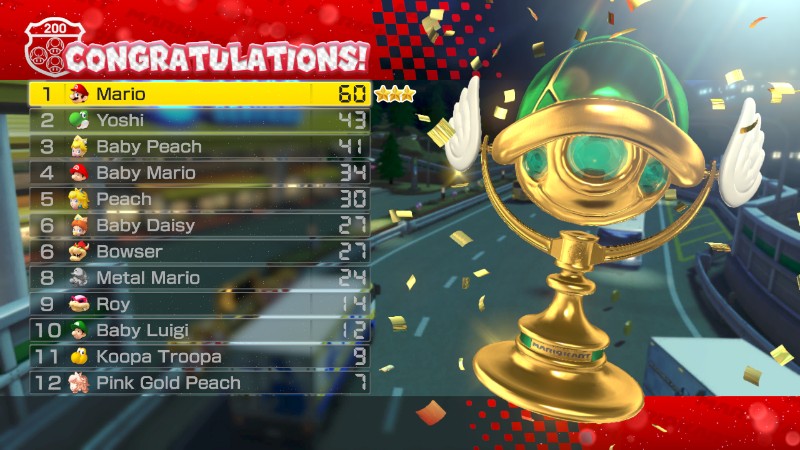 200
CONGRATULATIONS!
1 Mario 60
2 Yoshi 43
3 Baby Peach 41
4 Baby Mario 34
5 Peach 30
6 Baby Daisy 27
6 Bowser 27
8 Metal Mario 24
9 Roy 14
10 Baby Luigi 12
11 Koopa Troopa 9
12 Pink Gold Peach 7
MARIOKART